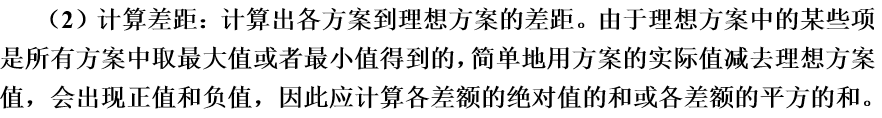 （2）计算差距：计算出各方案到理想方案的差距。由于理想方案中的某些项
是所有方案中取最大值或者最小值得到的，简单地用方案的实际值减去理想方案
值，会出现正值和负值，因此应计算各差额的绝对值的和或各差额的平方的和。